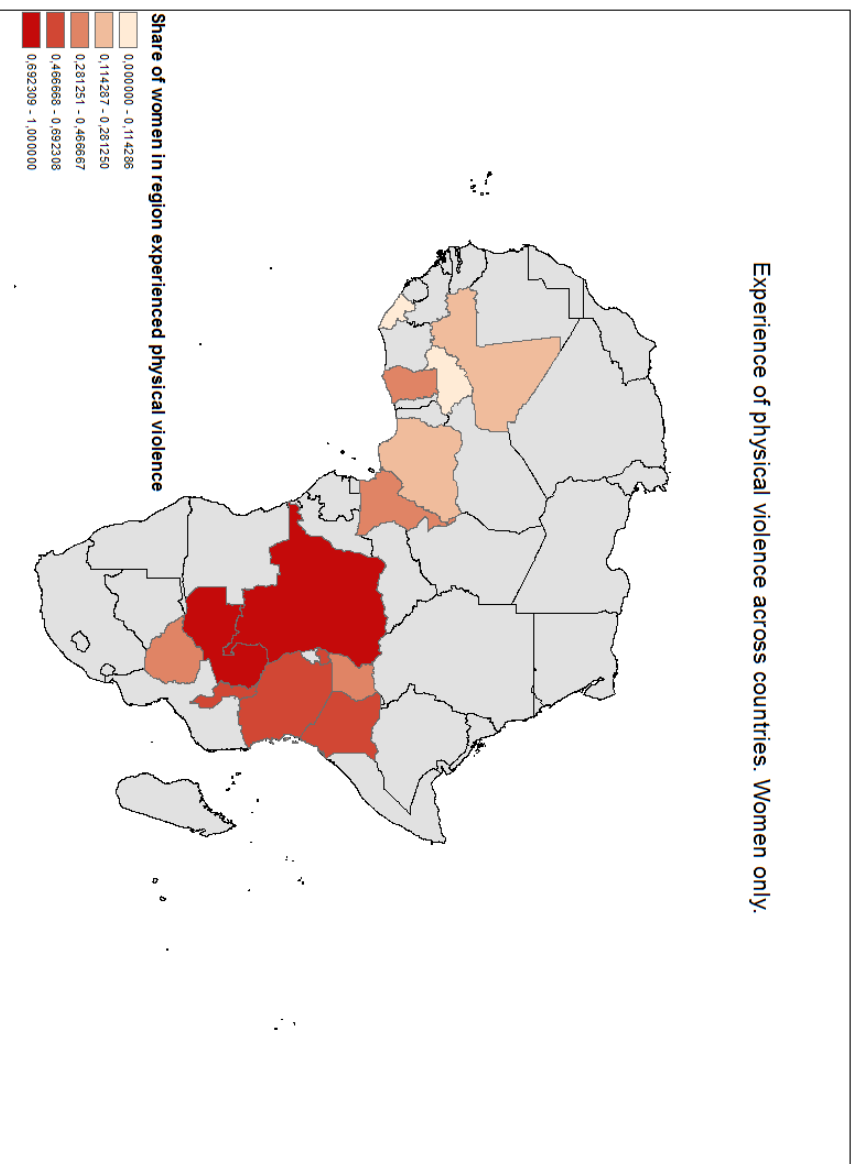 Experience of physical violence across countries. Women only.
Share of women in region experienced physical violence
0,000000 - 0,114286
0,114287 - 0,281250
0,281251 - 0,466667
0,466668 - 0,692308
0,692309 - 1,000000